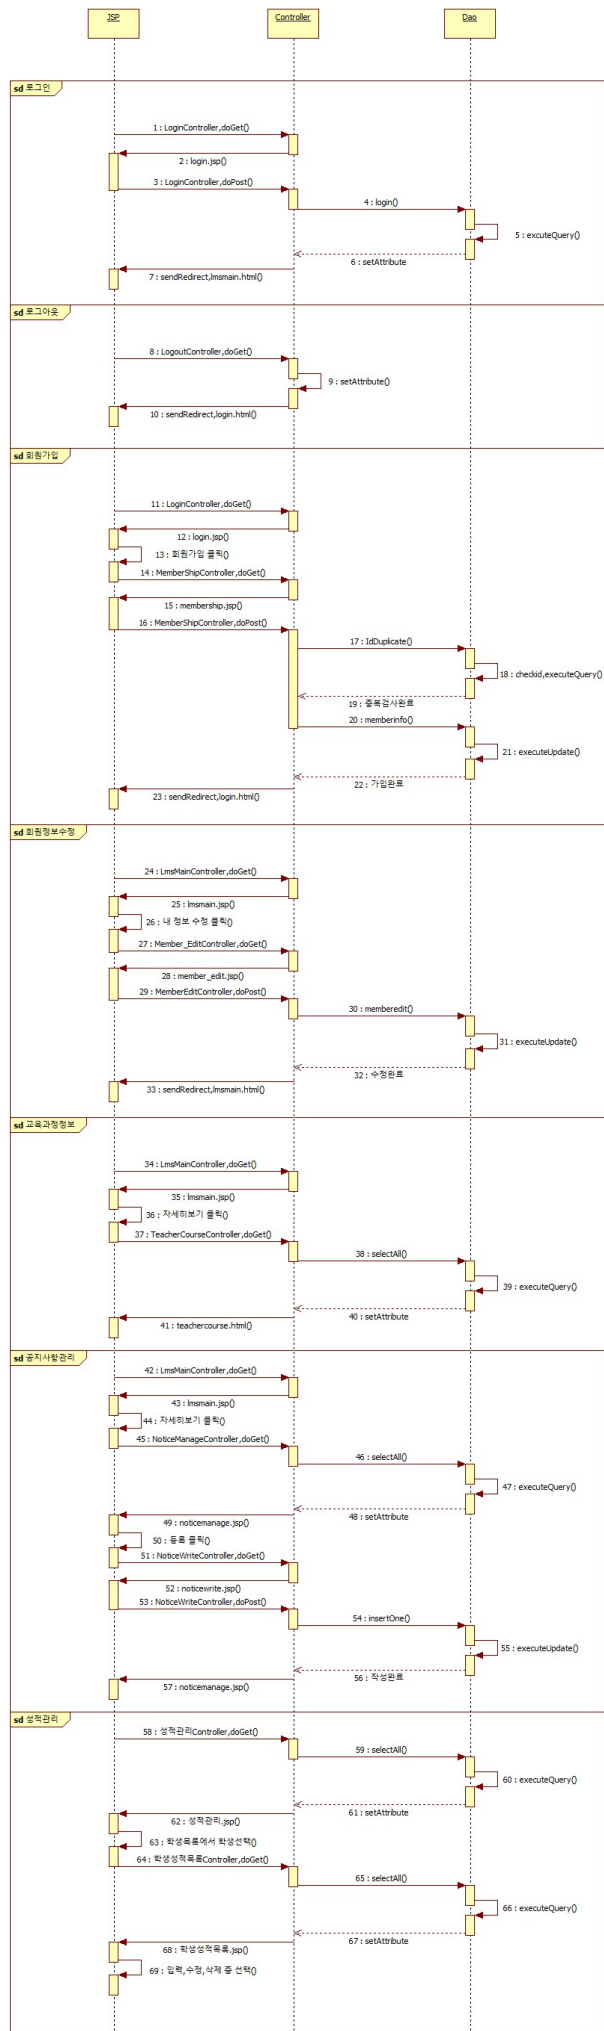 JSP
Controller
Dao
sd 로그인
1 : LoginController,doGet()
2 : login.jsp()
3 : LoginController,doPost()
4 : login()
5 : excuteQuery()
6 : setAttribute
7 : sendRedirect,lmsmain.html()
sd 로그아웃
8 : LogoutController,doGet()
9 : setAttribute()
10 : sendRedirect,login.html()
sd 회원가입
11 : LoginController,doGet()
12 : login.jsp()
13 : 회원가입 클릭()
14 : MemberShipController,doGet()
15 : membership.jsp()
16 : MemberShipController,doPost()
17 : IdDuplicate()
18 : checkid,executeQuery()
19 : 중복검사완료
20 : memberinfo()
21 : executeUpdate()
22 : 가입완료
23 : sendRedirect,login.html()
sd 회원정보수정
24 : LmsMainController,doGet()
25 : lmsmain.jsp()
26 : 내 정보 수정 클릭()
27 : Member_EditController,doGet()
28 : member_edit.jsp()
29 : MemberEditController,doPost()
30 : memberedit()
31 : executeUpdate()
32 : 수정완료
33 : sendRedirect,lmsmain.html()
sd 교육과정정보
34 : LmsMainController,doGet()
35 : lmsmain.jsp()
36 : 자세히보기 클릭()
37 : TeacherCourseController,doGet()
38 : selectAll()
39 : executeQuery()
40 : setAttribute
41 : teachercourse.html()
sd 공지사항관리
42 : LmsMainController,doGet()
43 : lmsmain.jsp()
44 : 자세히보기 클릭()
45 : NoticeManageController,doGet()
46 : selectAll()
47 : executeQuery()
48 : setAttribute
49 : noticemanage.jsp()
50 : 등록 클릭()
51 : NoticeWriteController,doGet()
52 : noticewrite.jsp()
53 : NoticeWriteController,doPost()
54 : insertOne()
55 : executeUpdate()
56 : 작성완료
57 : noticemanage.jsp()
sd 성적관리
58 : 성적관리Controller,doGet()
59 : selectAll()
60 : executeQuery()
61 : setAttribute
62 : 성적관리.jsp()
63 : 학생목록에서 학생선택()
64 : 학생성적목록Controller,doGet()
65 : selectAll()
66 : executeQuery()
67 : setAttribute
68 : 학생성적목록.jsp()
69 : 입력,수정,삭제 중 선택()